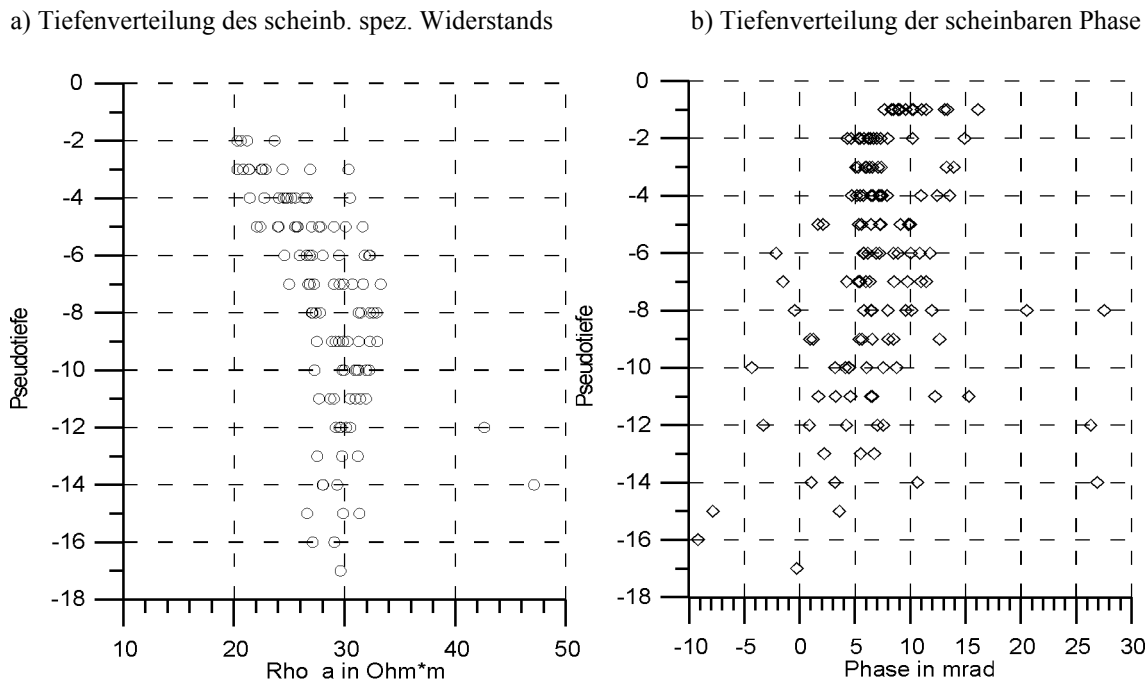 a) Tiefenverteilung des scheinb. spez. Widerstands
b) Tiefenverteilung der scheinbaren Phase
0
-2
-4
-6
-8
-10
-12
-14
-16
-18
Pseudotiefe
10 20 30 40 50
Rho_a in Ohm*m
0
-2
-4
-6
-8
-10
-12
-14
-16
-18
Pseudotiefe
-10 -5 0 5 10 15 20 25 30
Phase in mrad